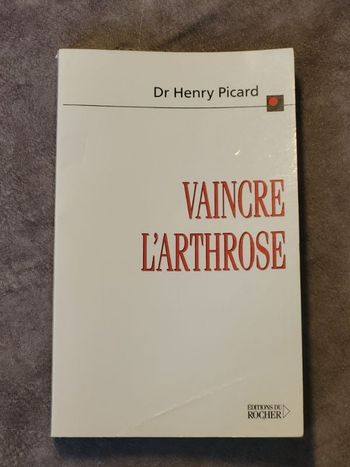 Dr Henry Picard
VAINCRE
L'ARTHROSE
ÉDITIONS DU
ROCHER